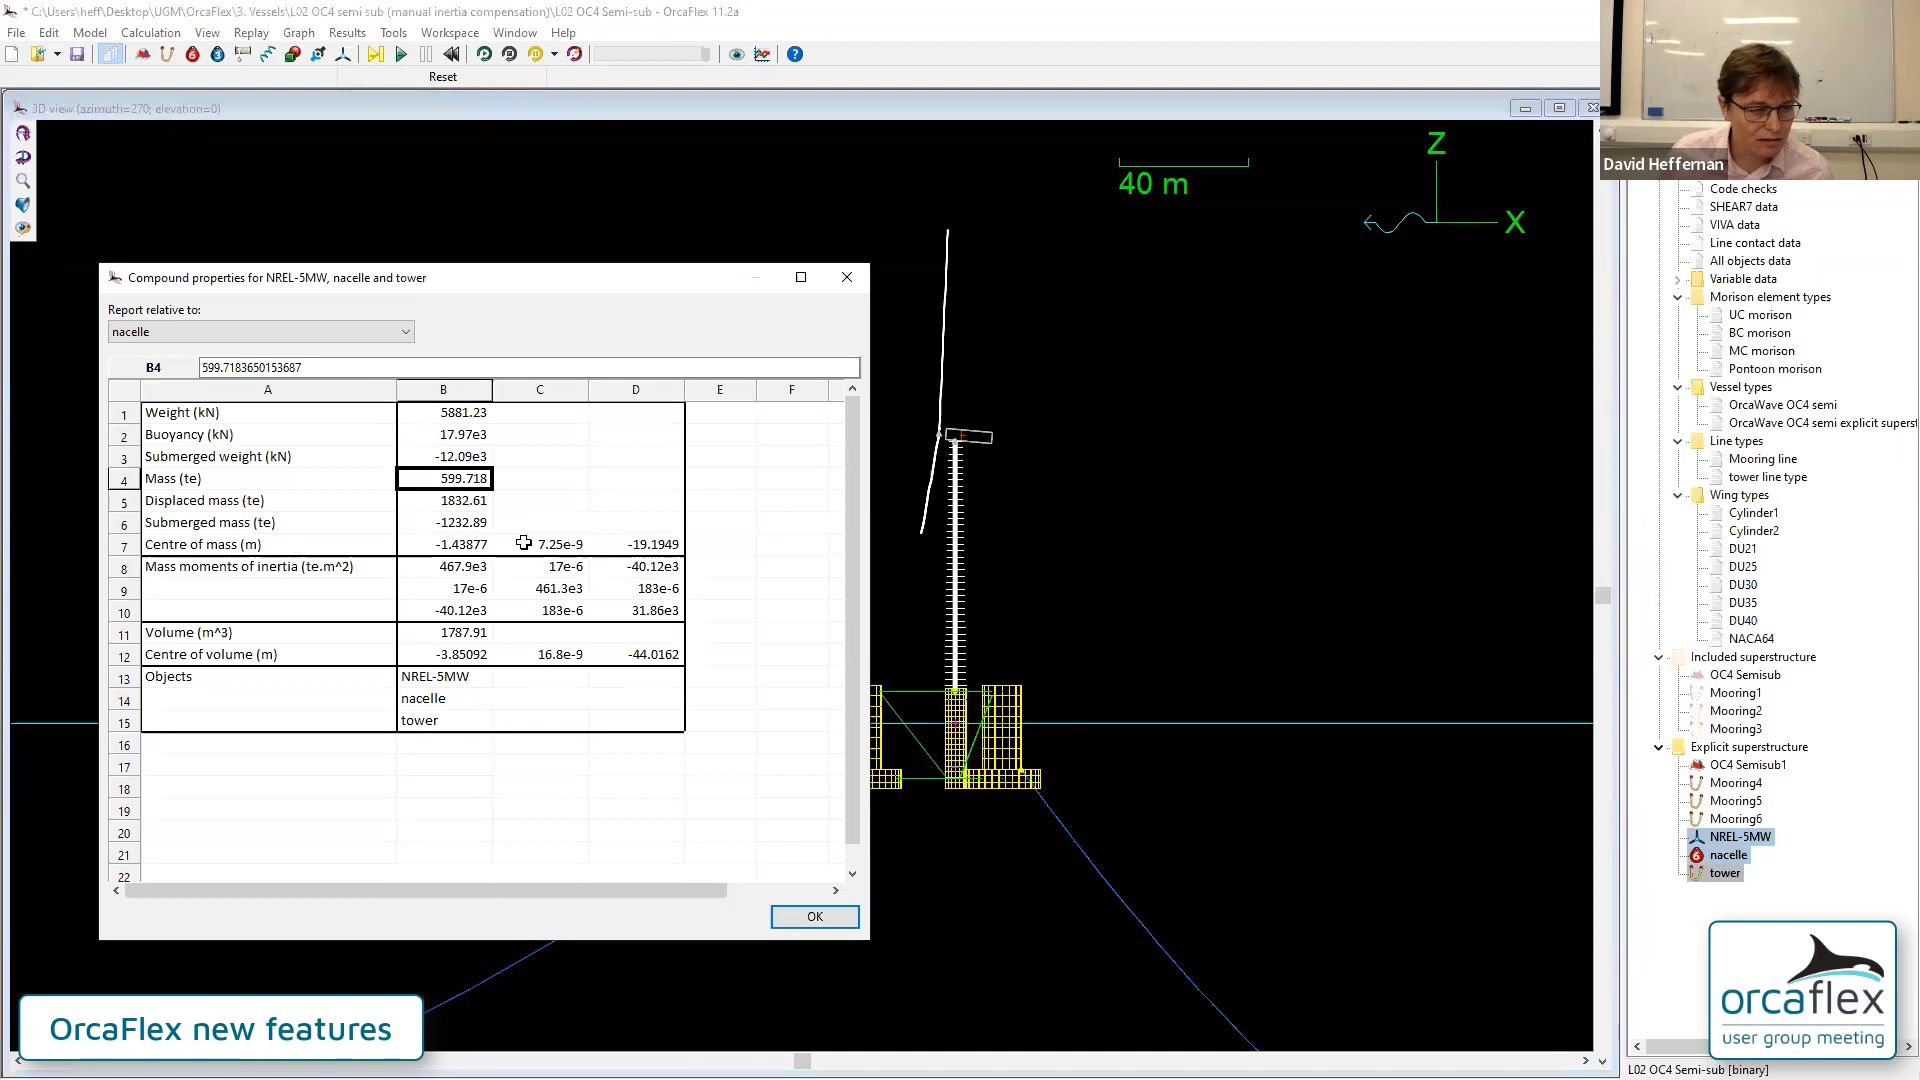 * C:\Users\heff\Desktop\UGM\OrcaFlex\3. Vessels\L02 OC4 semi sub (manual inertia compensation)\L02 OC4 Semi-sub - OrcaFlex 11.2a
File Edit Model Calculation View Replay Graph Results Tools Workspace Window Help
Reset
3D view (azimuth=270; elevation=0)
David Heffernan
40 m
Z
X
Compound properties for NREL-5MW, nacelle and tower
Report relative to:
nacelle
B4 599.7183650153687
A B C D E F
1 Weight (kN) 5881.23
2 Buoyancy (kN) 17.97e3
3 Submerged weight (kN) -12.09e3
4 Mass (te) 599.718
5 Displaced mass (te) 1832.61
6 Submerged mass (te) -1232.89
7 Centre of mass (m) -1.43877 7.25e-9 -19.1949
8 Mass moments of inertia (te.m^2) 467.9e3 17e-6 -40.12e3
9 17e-6 461.3e3 183e-6
10 -40.12e3 183e-6 31.86e3
11 Volume (m^3) 1787.91
12 Centre of volume (m) -3.85092 16.8e-9 -44.0162
13 Objects NREL-5MW
14 nacelle
15 tower
16
17
18
19
20
21
22
OK
Code checks
SHEAR7 data
VIVA data
Line contact data
All objects data
Variable data
Morison element types
UC morison
BC morison
MC morison
Pontoon morison
Vessel types
OrcaWave OC4 semi
OrcaWave OC4 semi explicit superst
Line types
Mooring line
tower line type
Wing types
Cylinder1
Cylinder2
DU21
DU25
DU30
DU35
DU40
NACA64
Included superstructure
OC4 Semisub
Mooring1
Mooring2
Mooring3
Explicit superstructure
OC4 Semisub1
Mooring4
Mooring5
Mooring6
NREL-5MW
nacelle
tower
OrcaFlex new features
orcaflex
user group meeting
L02 OC4 Semi-sub [binary]